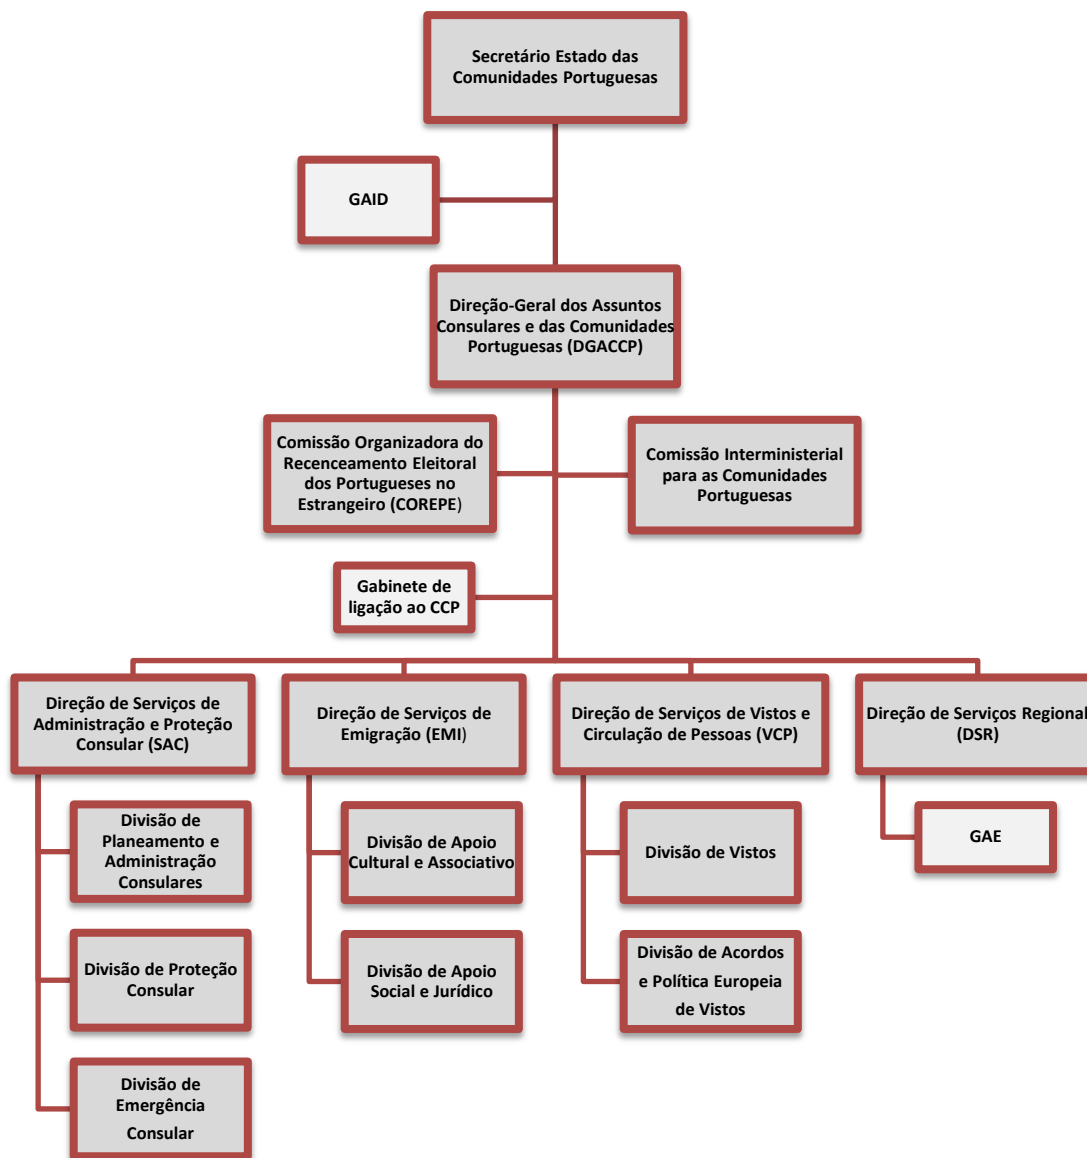 Secretário Estado das
Comunidades Portuguesas
GAID
Direção-Geral dos Assuntos
Consulares e das Comunidades
Portuguesas (DGACCP)
Comissão Organizadora do
Recenceamento Eleitoral
dos Portugueses no
Estrangeiro (COREPE)
Comissão Interministerial
para as Comunidades
Portuguesas
Gabinete de
ligação ao CCP
Direção de Serviços de
Administração e Proteção
Consular (SAC)
Direção de Serviços de
Emigração (EMI)
Direção de Serviços de Vistos e
Circulação de Pessoas (VCP)
Direção de Serviços Regional
(DSR)
Divisão de
Planeamento e
Administração
Consulares
Divisão de Apoio
Cultural e Associativo
Divisão de Vistos
GAE
Divisão de Proteção
Consular
Divisão de Apoio
Social e Jurídico
Divisão de Acordos
e Política Europeia
de Vistos
Divisão de
Emergência
Consular